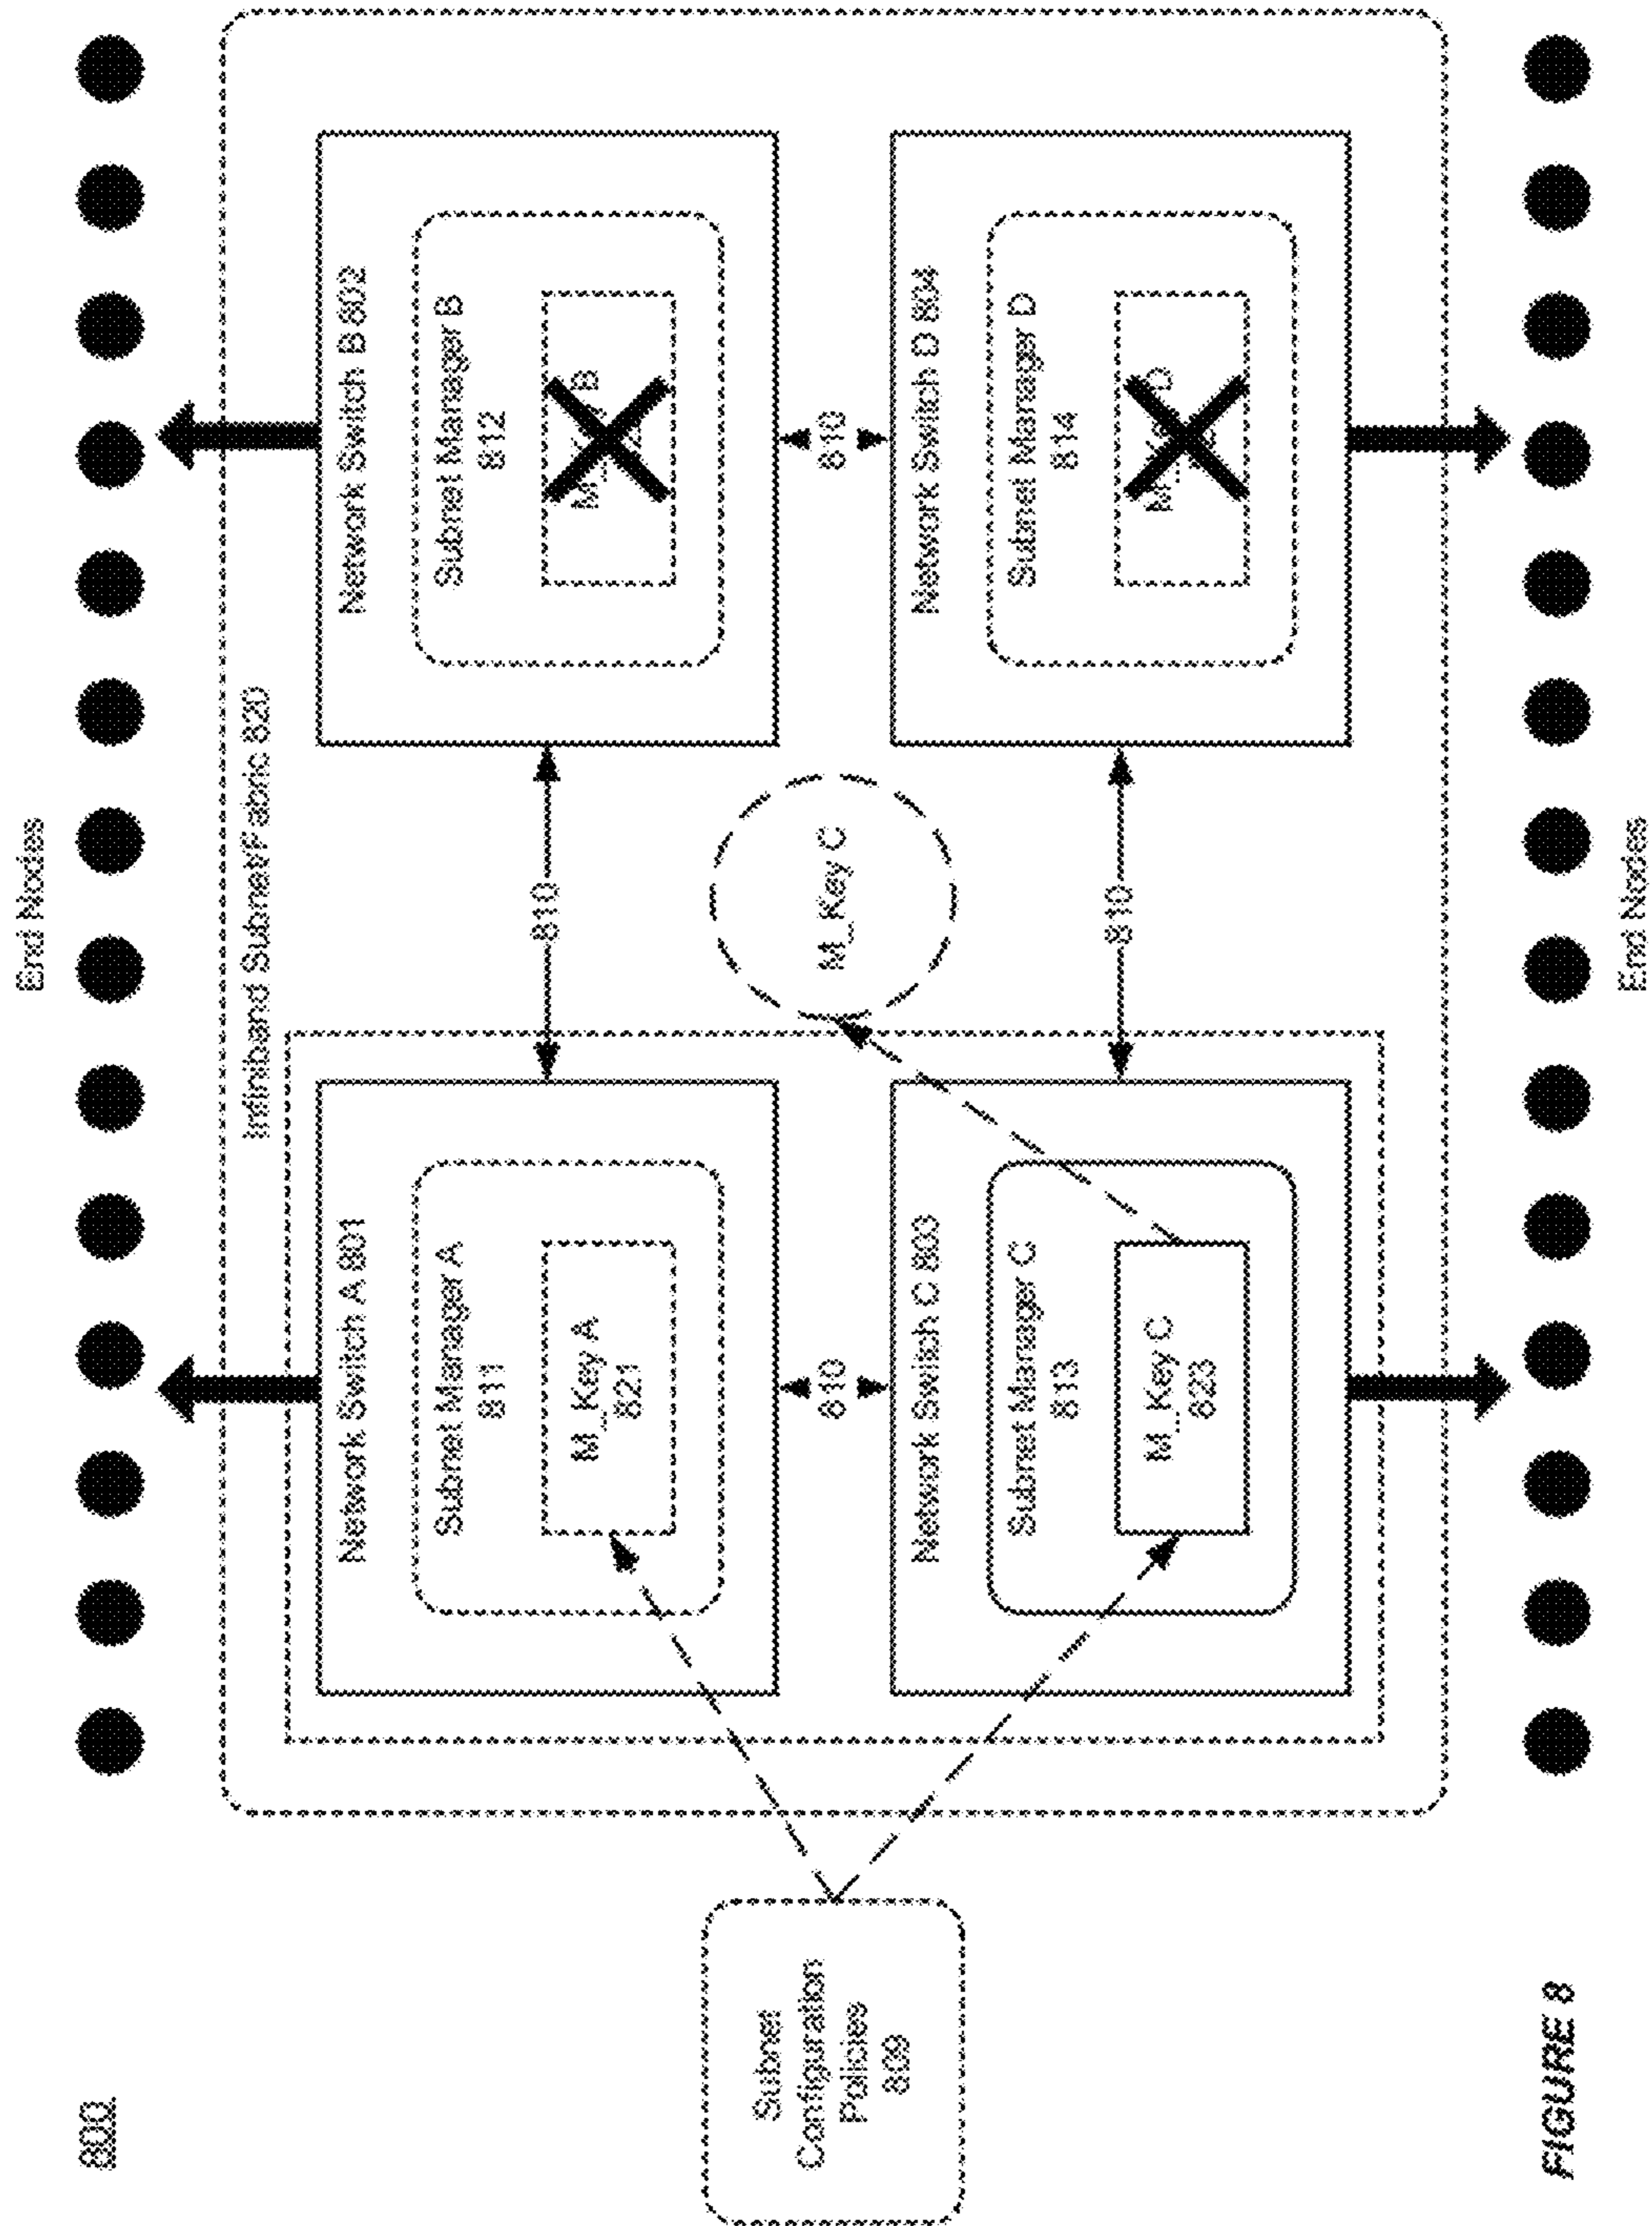 800
End Nodes
Infiniband Subnet/Fabric 820
Network Switch A 801
Subnet Manager A
811
M_Key A
821
810
Network Switch B 802
Subnet Manager B
812
M_Key B
810
M_Key C
810
Subnet
Configuration
Policies
809
Network Switch C 803
Subnet Manager C
813
M_Key C
823
810
Network Switch D 804
Subnet Manager D
814
M_Key D
End Nodes
FIGURE 8